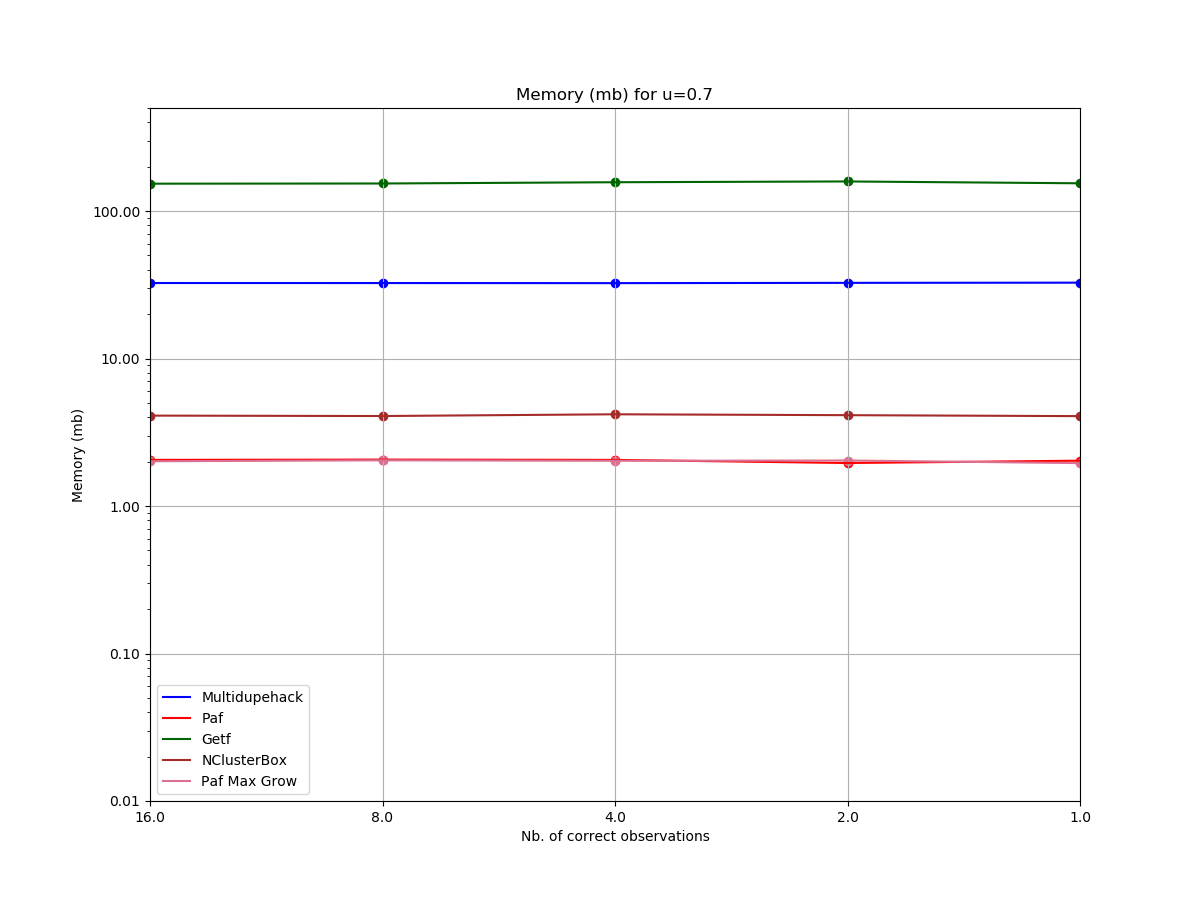 Memory (mb) for u=0.7
Memory (mb)
100.00
10.00
1.00
0.10
0.01
Multidupehack
Paf
Getf
NClusterBox
Paf Max Grow
16.0 8.0 4.0 2.0 1.0
Nb. of correct observations